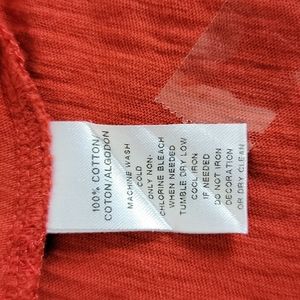 100% COTTON/
COTON/ALGODON
MACHINE WASH
COLD
ONLY NON-
CHLORINE BLEACH
WHEN NEEDED
TUMBLE DRY LOW
COOL IRON
IF NEEDED
DO NOT IRON
DECORATION
OR DRY CLEAN